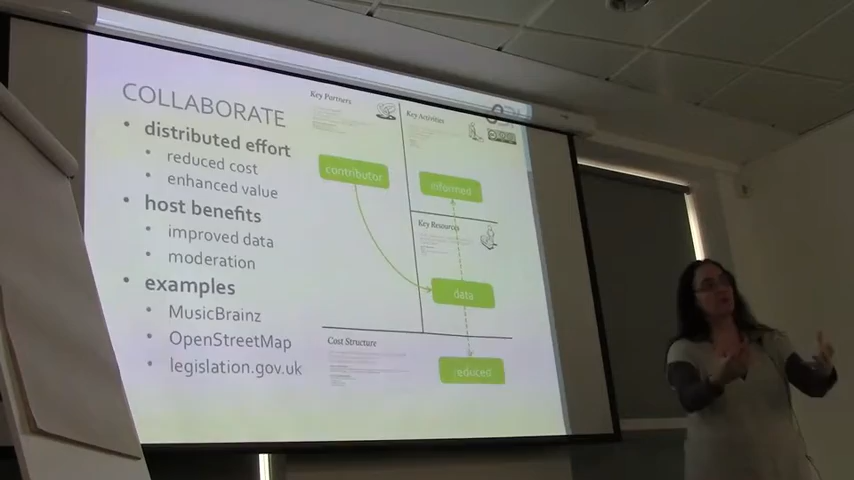 COLLABORATE
• distributed effort
• reduced cost
• enhanced value
• host benefits
• improved data
• moderation
• examples
• MusicBrainz
• OpenStreetMap
• legislation.gov.uk
Key Partners
Key Activities
contributor
informed
Key Resources
data
Cost Structure
reduced